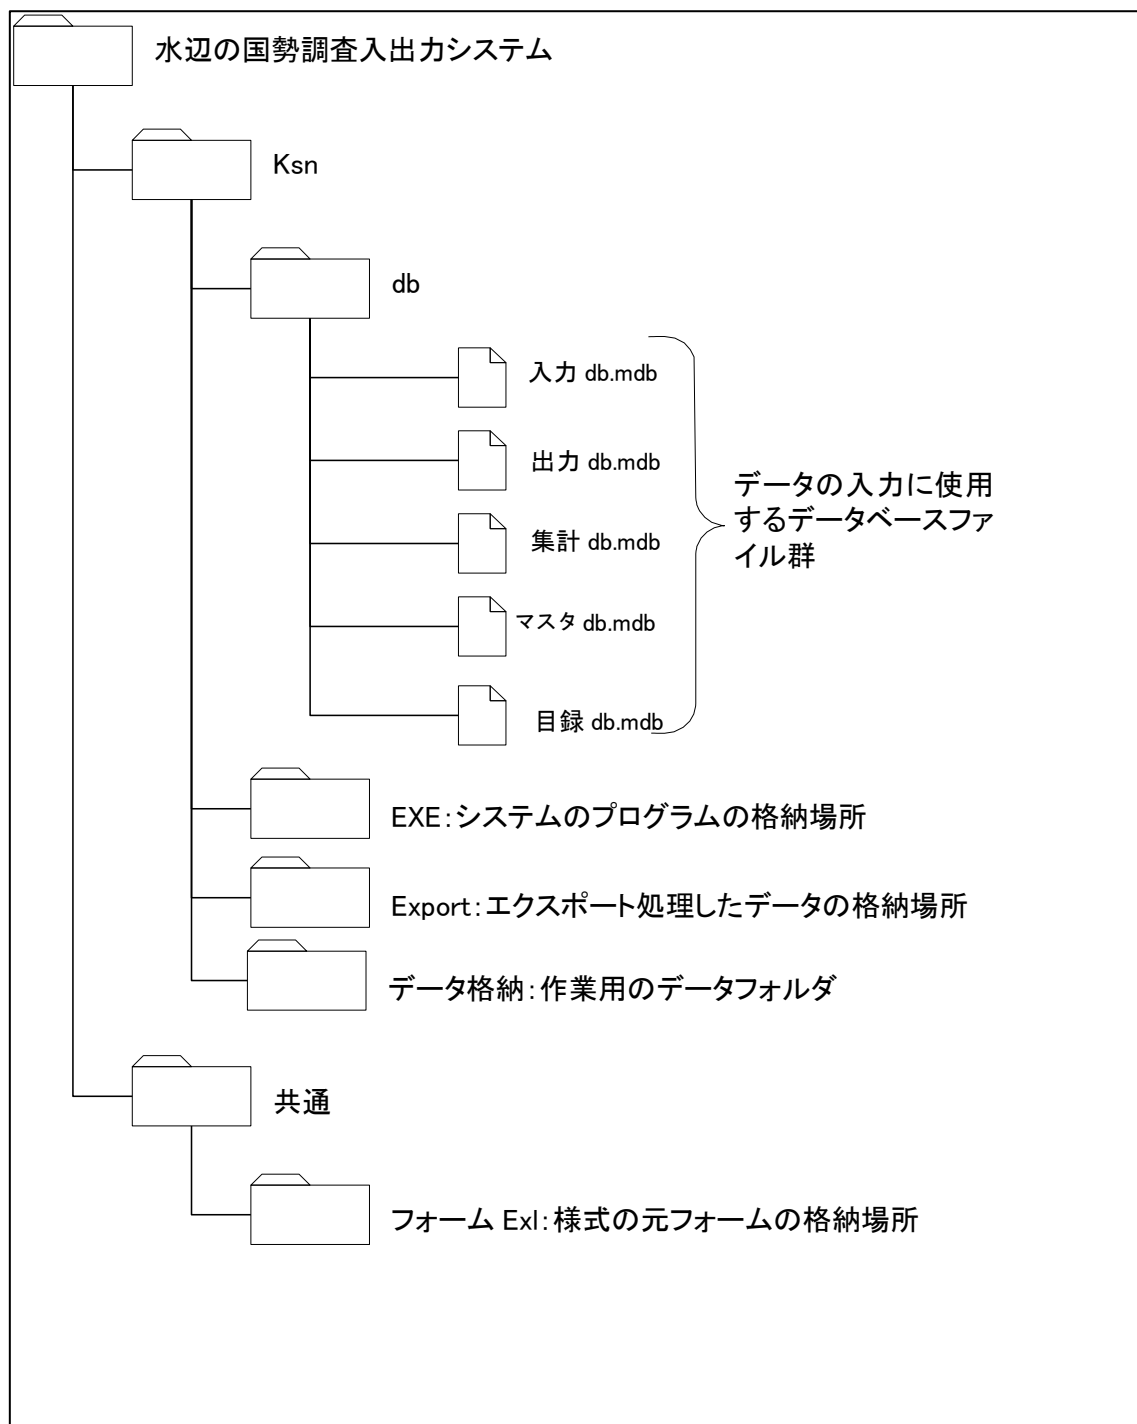 水辺の国勢調査入出力システム
Ksn
db
入力 db.mdb
出力 db.mdb
集計 db.mdb
マスタ db.mdb
目録 db.mdb
データの入力に使用
するデータベースファ
イル群
EXE:システムのプログラムの格納場所
Export:エクスポート処理したデータの格納場所
データ格納:作業用のデータフォルダ
共通
フォーム Exl:様式の元フォームの格納場所